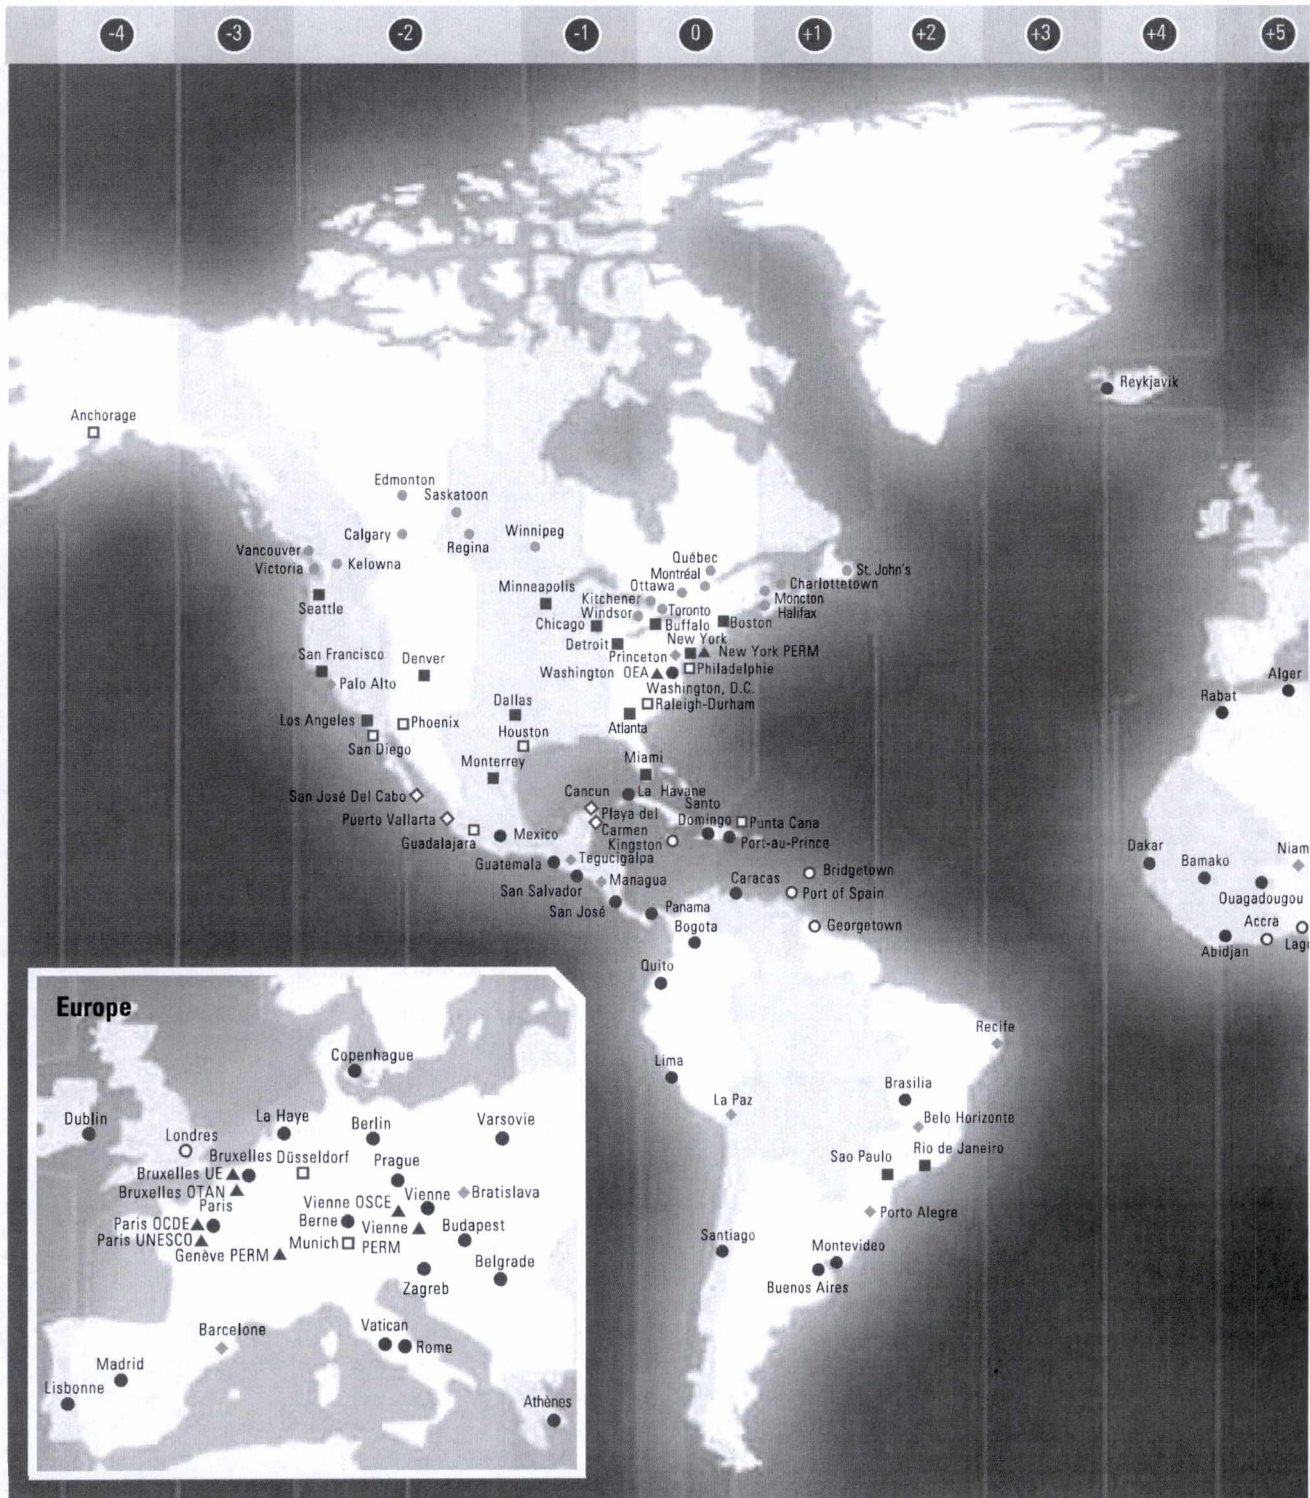 -4 -3 -2 -1 0 +1 +2 +3 +4 +5
Reykjavik
Anchorage
Edmonton
Saskatoon
Calgary
Regina
Winnipeg
Vancouver
Victoria
Kelowna
Québec
Montréal
Ottawa
St. John's
Charlottetown
Moncton
Halifax
Seattle
Minneapolis
Kitchener
Windsor
Toronto
Chicago
Buffalo
Boston
Detroit
New York
New York PERM
Princeton
Philadelphie
Washington OEA
Washington, D.C.
San Francisco
Palo Alto
Denver
Raleigh-Durham
Dallas
Atlanta
Los Angeles
Phoenix
San Diego
Houston
Monterrey
Miami
La Havane
Alger
Rabat
San José Del Cabo
Cancun
Playa del
Carmen
Santo
Domingo
Punta Cana
Puerto Vallarta
Guadalajara
Mexico
Kingston
Port-au-Prince
Guatemala
Tegucigalpa
San Salvador
Managua
Caracas
Bridgetown
Port of Spain
San José
Panama
Georgetown
Bogota
Quito
Dakar
Bamako
Niam
Ouagadougou
Accra
Abidjan
Lago
Recife
Lima
La Paz
Brasilia
Belo Horizonte
Rio de Janeiro
Sao Paulo
Porto Alegre
Santiago
Montevideo
Buenos Aires
Europe
Copenhague
Dublin
Londres
La Haye
Berlin
Varsovie
Bruxelles
Düsseldorf
Bruxelles UE
Bruxelles OTAN
Prague
Vienne OSCE
Vienne
Bratislava
Paris
Paris OCDE
Paris UNESCO
Berne
Vienne
PERM
Budapest
Genève PERM
Munich
Zagreb
Belgrade
Barcelone
Vatican
Rome
Madrid
Lisbonne
Athènes